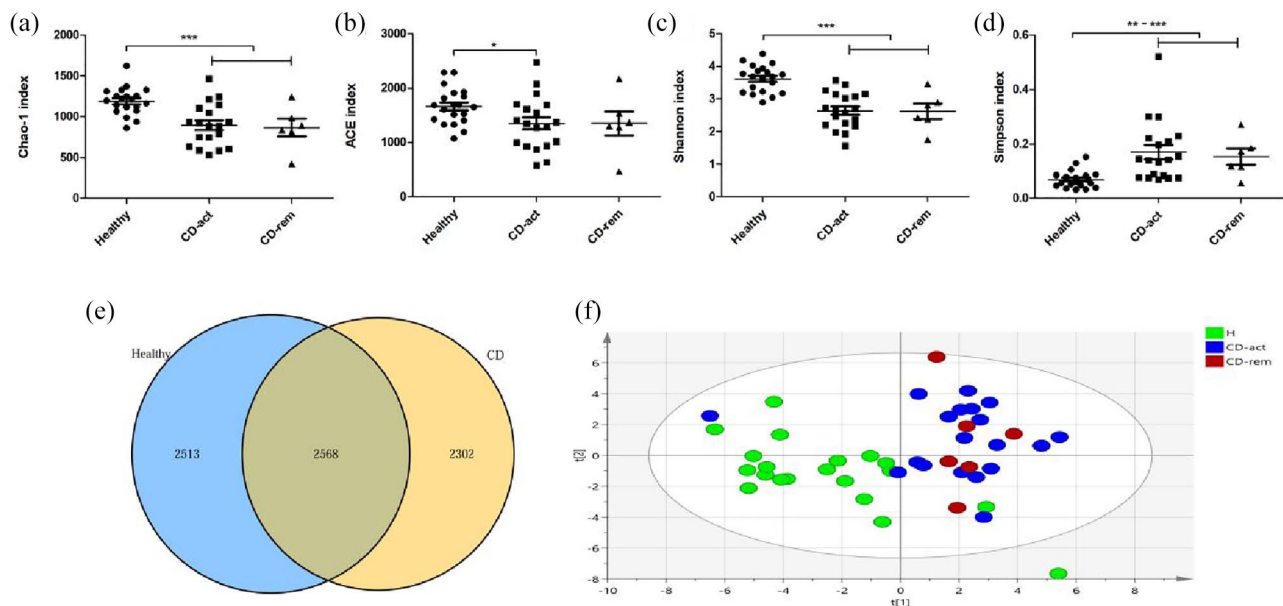 (a)
***
Chao-1 index
2000
1500
1000
500
0
Healthy
CD-act
CD-rem
(b)
*
ACE index
3000
2000
1000
0
Healthy
CD-act
CD-rem
(c)
***
Shannon index
5
4
3
2
1
0
Healthy
CD-act
CD-rem
(d)
** - ***
Simpson index
0.6
0.4
0.2
0.0
Healthy
CD-act
CD-rem
(e)
Healthy
CD
2513
2568
2302
(f)
H
CD-act
CD-rem
t[2]
6
4
2
0
-2
-4
-6
-8
-10
-8
-6
-4
-2
0
2
4
6
8
t[1]